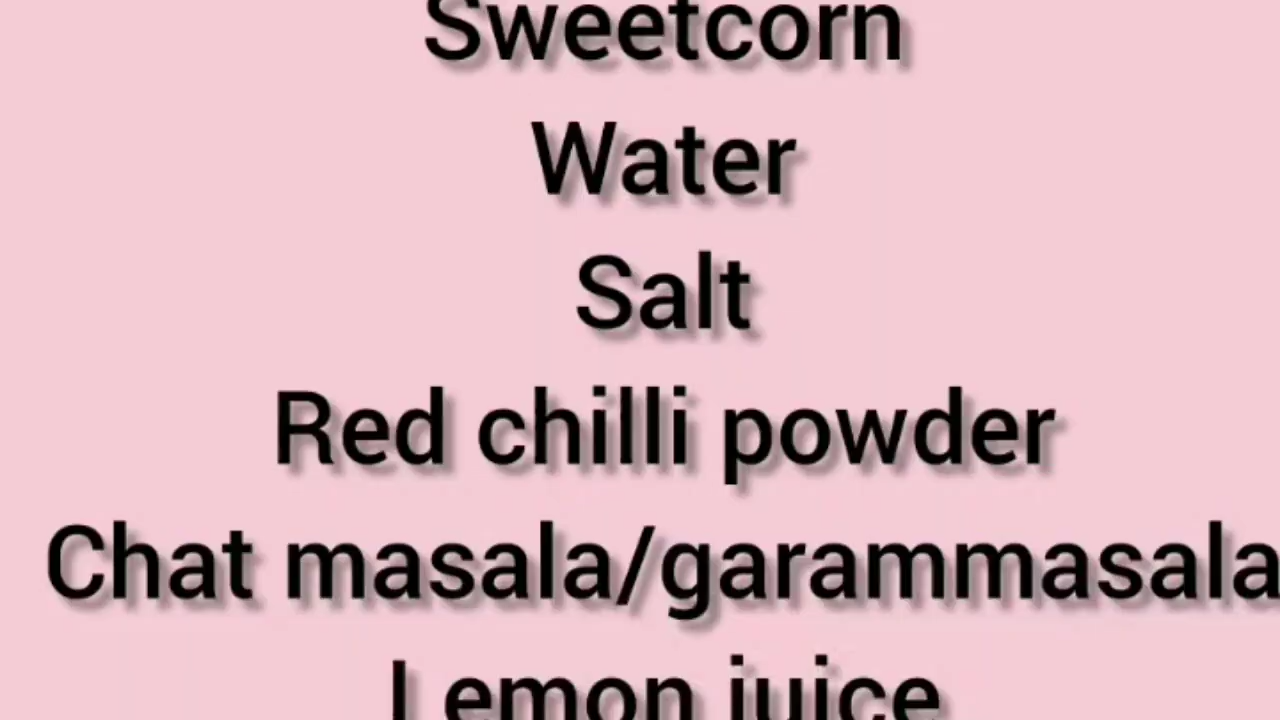 Sweetcorn
Water
Salt
Red chilli powder
Chat masala/garammasala
Lemon juice